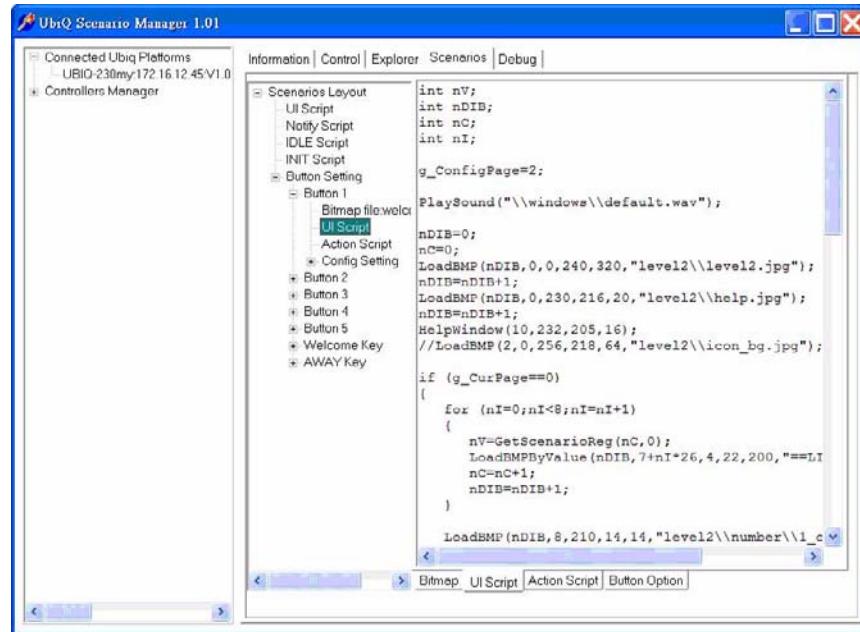 UbiQ Scenario Manager 1.01
Connected Ubiq Platforms
UBIQ-230my:172.16.12.45:V1.0
Controllers Manager
Information
Control
Explorer
Scenarios
Debug
Scenarios Layout
UI Script
Notify Script
IDLE Script
INIT Script
Button Setting
Button 1
Bitmap file:welco
UI Script
Action Script
Config Setting
Button 2
Button 3
Button 4
Button 5
Welcome Key
AWAY Key
int nV;
int nDIB;
int nC;
int nI;
g_ConfigPage=2;
PlaySound("\\windows\\default.wav");
nDIB=0;
nC=0;
LoadBMP(nDIB,0,0,240,320,"level2\\level2.jpg");
nDIB=nDIB+1;
LoadBMP(nDIB,0,230,216,20,"level2\\help.jpg");
nDIB=nDIB+1;
HelpWindow(10,232,205,16);
//LoadBMP(2,0,256,218,64,"level2\\icon_bg.jpg");
if (g_CurPage==0)
{
for (nI=0;nI<8;nI=nI+1)
{
nV=GetScenarioReg(nC,0);
LoadBMPByValue(nDIB,7+nI*26,4,22,200,"==LI
nC=nC+1;
nDIB=nDIB+1;
}
LoadBMP(nDIB,8,210,14,14,"level2\\number\\1_c
Bitmap
UI Script
Action Script
Button Option